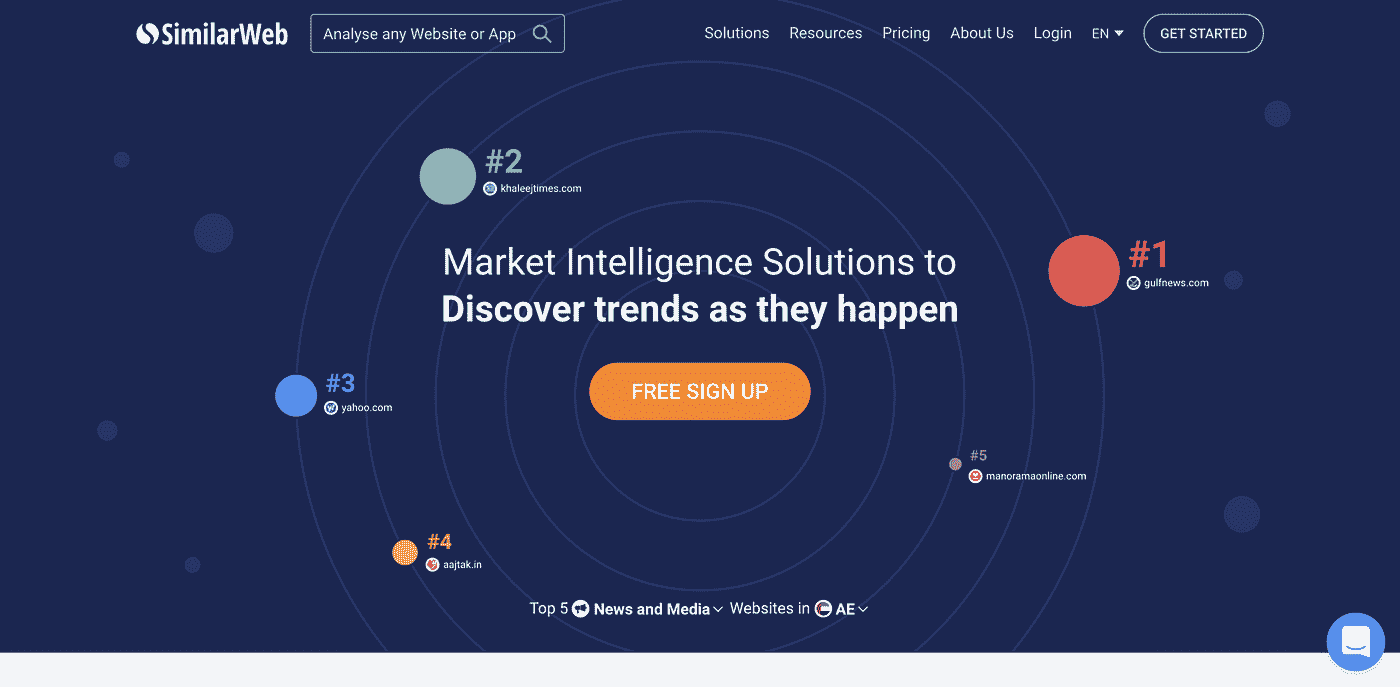 SimilarWeb
Analyse any Website or App
Solutions Resources Pricing About Us Login EN GET STARTED
#2
khaleejtimes.com
#1
gulfnews.com
Market Intelligence Solutions to
Discover trends as they happen
#3
yahoo.com
FREE SIGN UP
#5
manoramaonline.com
#4
aajtak.in
Top 5 News and Media Websites in AE